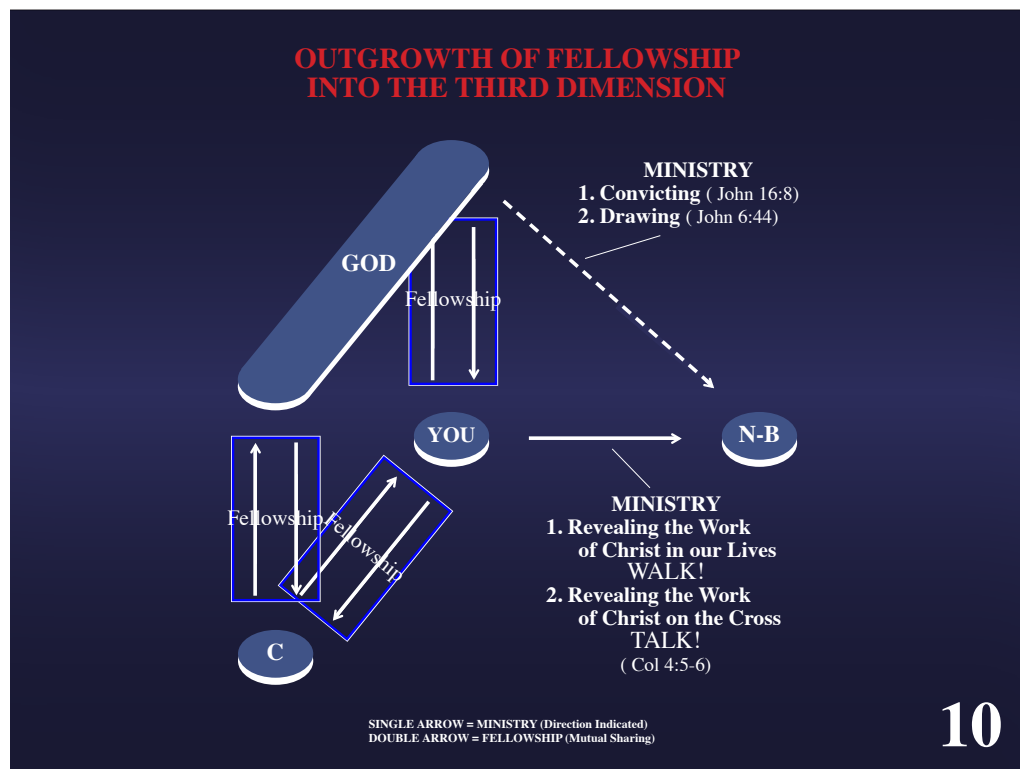 OUTGROWTH OF FELLOWSHIP
INTO THE THIRD DIMENSION
MINISTRY
1. Convicting ( John 16:8)
2. Drawing ( John 6:44)
GOD
Fellowship
YOU
N-B
Fellowship
Fellowship
MINISTRY
1. Revealing the Work
of Christ in our Lives
WALK!
2. Revealing the Work
of Christ on the Cross
TALK!
( Col 4:5-6)
C
SINGLE ARROW = MINISTRY (Direction Indicated)
DOUBLE ARROW = FELLOWSHIP (Mutual Sharing)
10